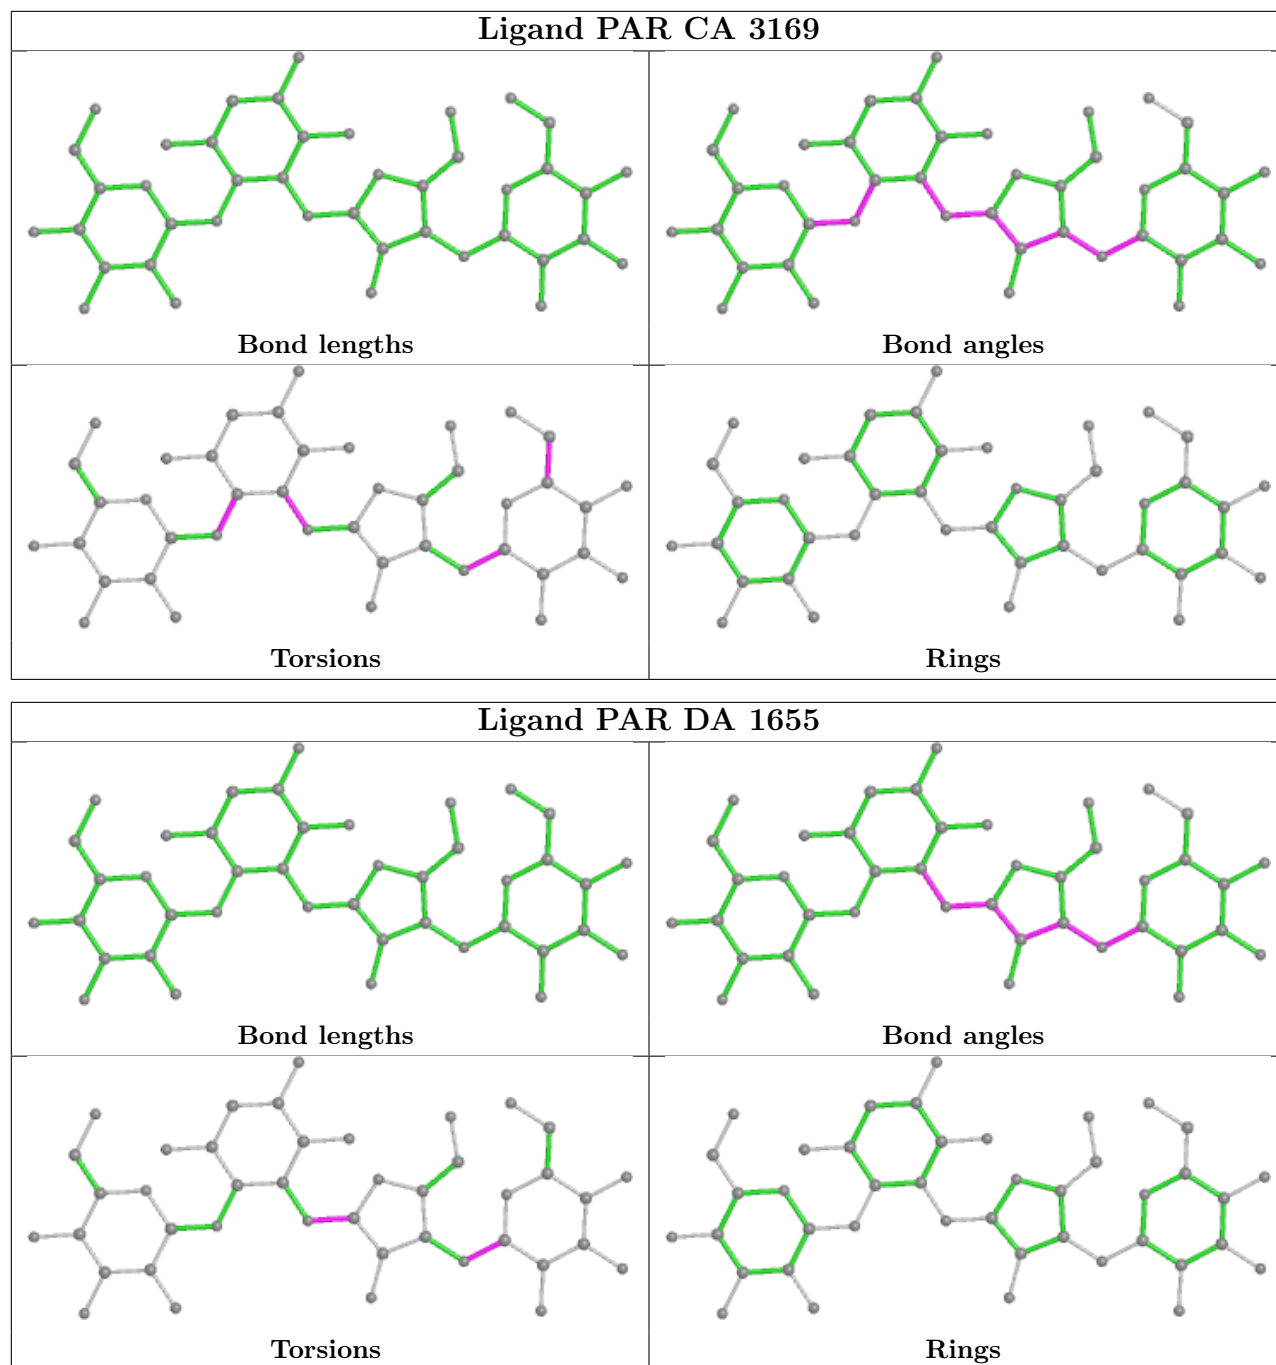 Ligand PAR CA 3169
Bond lengths
Bond angles
Torsions
Rings
Ligand PAR DA 1655
Bond lengths
Bond angles
Torsions
Rings